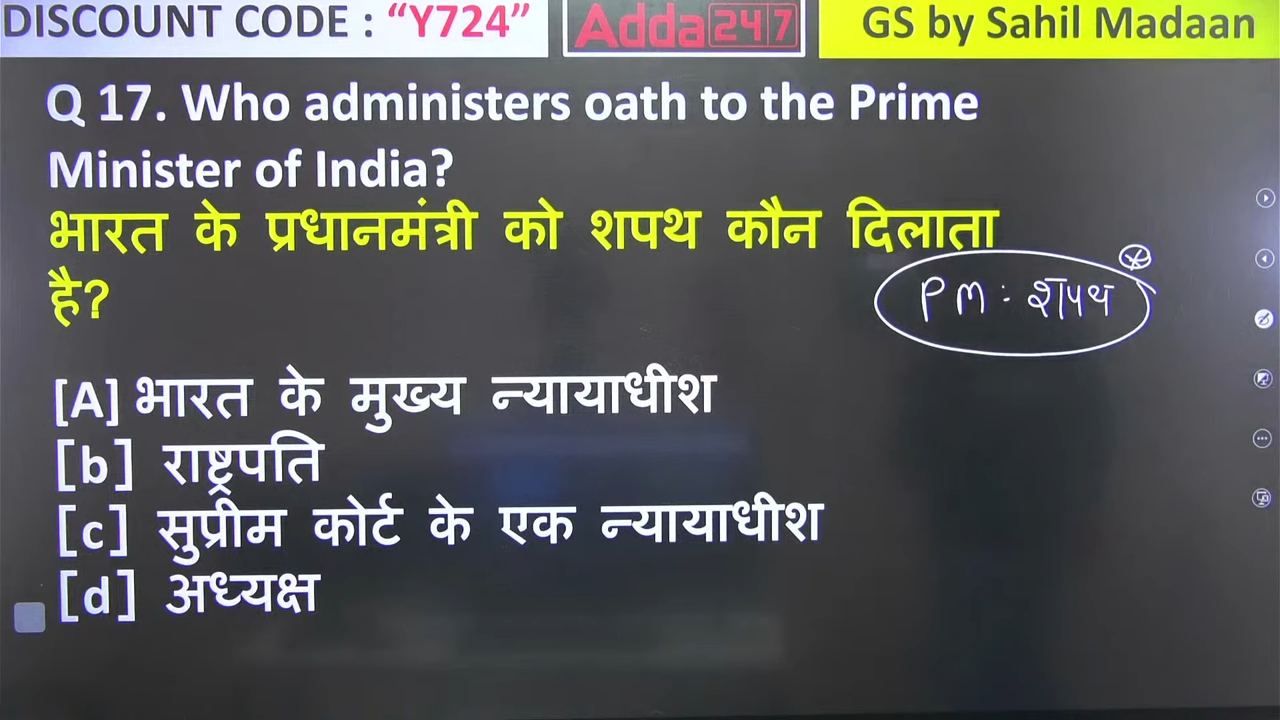 DISCOUNT CODE : “Y724”
Adda247
GS by Sahil Madaan
Q 17. Who administers oath to the Prime
Minister of India?
भारत के प्रधानमंत्री को शपथ कौन दिलाता
है?
PM : शपथ
[A] भारत के मुख्य न्यायाधीश
[b] राष्ट्रपति
[c] सुप्रीम कोर्ट के एक न्यायाधीश
[d] अध्यक्ष